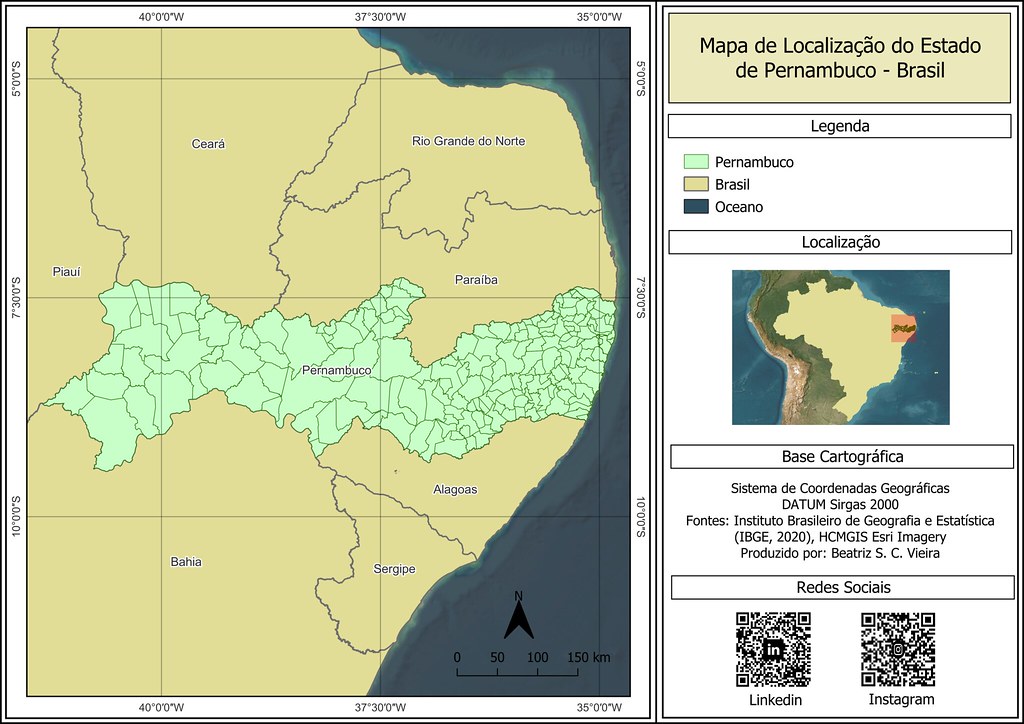 40°0'0"W
37°30'0"W
35°0'0"W
5°0'0"S
5°0'0"S
Ceará
Rio Grande do Norte
Piauí
Paraíba
7°30'0"S
7°30'0"S
Pernambuco
Alagoas
10°0'0"S
10°0'0"S
Bahia
Sergipe
N
0 50 100 150 km
40°0'0"W
37°30'0"W
35°0'0"W
Mapa de Localização do Estado
de Pernambuco - Brasil
Legenda
Pernambuco
Brasil
Oceano
Localização
Base Cartográfica
Sistema de Coordenadas Geográficas
DATUM Sirgas 2000
Fontes: Instituto Brasileiro de Geografia e Estatística
(IBGE, 2020), HCMGIS Esri Imagery
Produzido por: Beatriz S. C. Vieira
Redes Sociais
in
Linkedin
Instagram